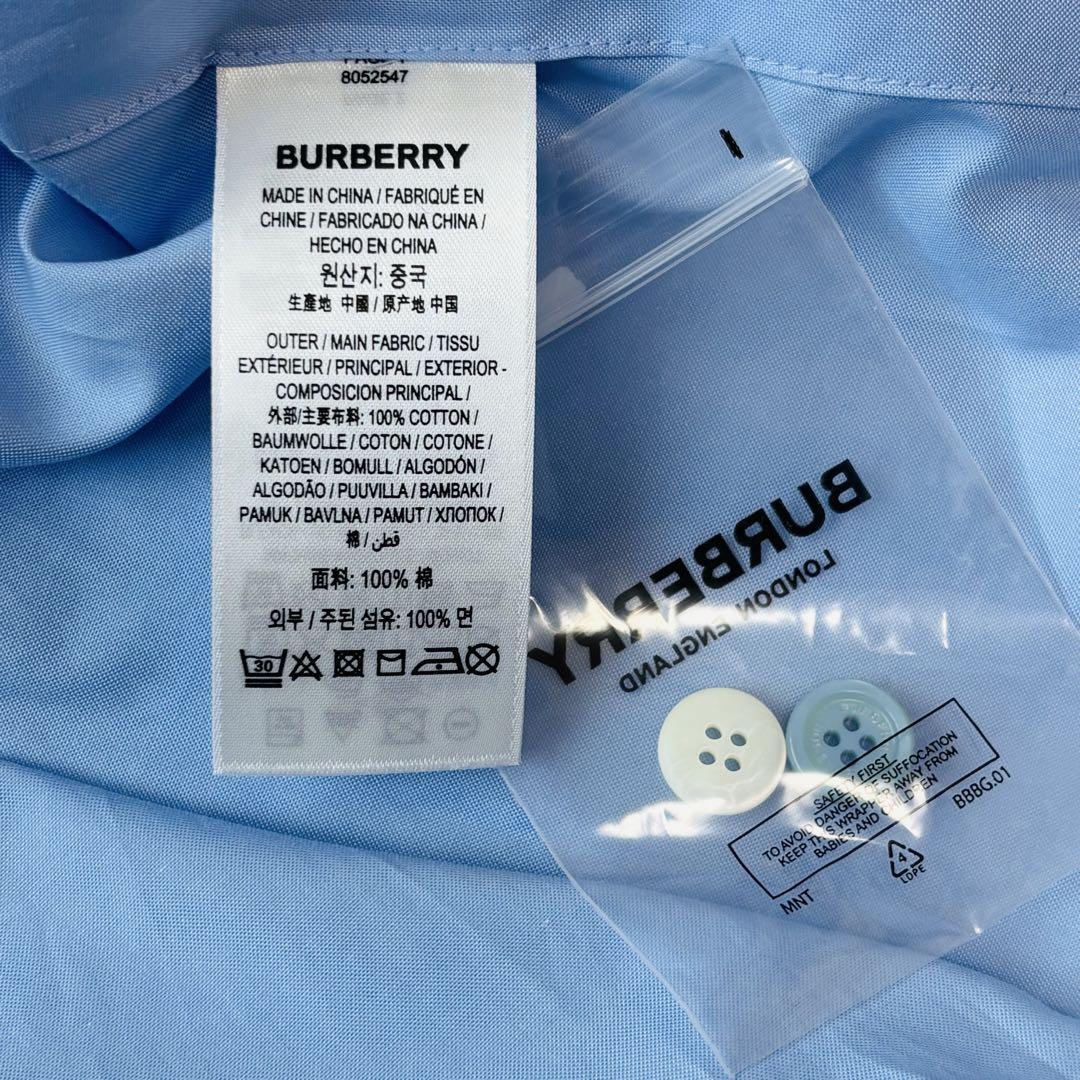 8052547
BURBERRY
MADE IN CHINA / FABRIQUÉ EN
CHINE / FABRICADO NA CHINA /
HECHO EN CHINA
원산지: 중국
生產地 中國 / 原产地 中国
OUTER / MAIN FABRIC / TISSU
EXTÉRIEUR / PRINCIPAL / EXTERIOR -
COMPOSICION PRINCIPAL /
外部/主要布料: 100% COTTON /
BAUMWOLLE / COTON / COTONE /
KATOEN / BOMULL / ALGODÓN /
ALGODÃO / PUUVILLA / BAMBAKI /
PAMUK / BAVLNA / PAMUT / ХЛОПОК /
棉 / قطن
面料: 100% 棉
외부 / 주된 섬유: 100% 면
30
BURBERRY
LONDON ENGLAND
SAFETY FIRST
TO AVOID DANGER OF SUFFOCATION
KEEP THIS WRAPPER AWAY FROM
BABIES AND CHILDREN
BBBG.01
MNT
4
LDPE